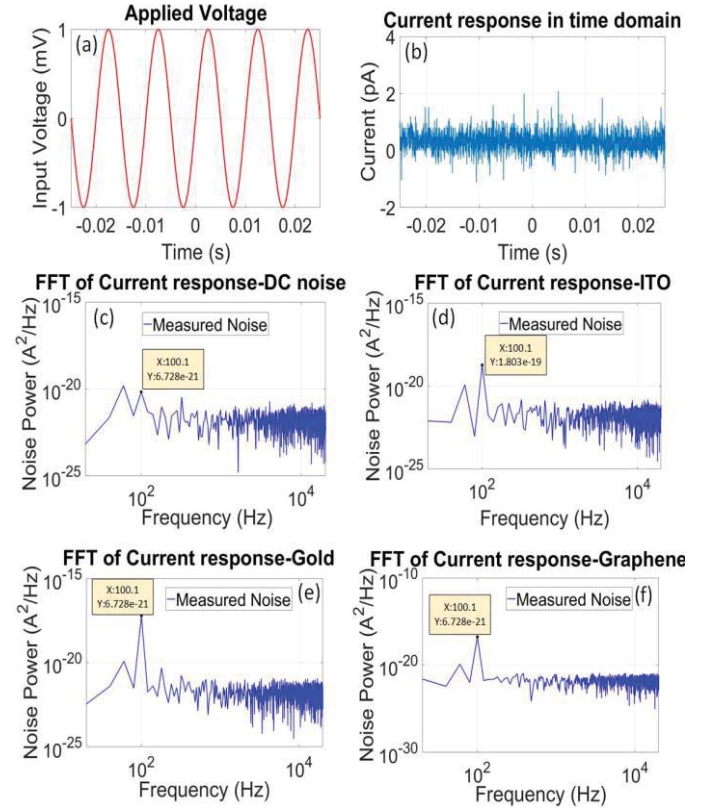 Applied Voltage
(a)
Input Voltage (mV)
1
0
-1
-0.02 -0.01 0 0.01 0.02
Time (s)
Current response in time domain
(b)
Current (pA)
4
2
0
-2
-0.02 -0.01 0 0.01 0.02
Time (s)
FFT of Current response-DC noise
(c)
Measured Noise
X:100.1
Y:6.728e-21
Noise Power (A²/Hz)
10⁻¹⁵
10⁻²⁰
10⁻²⁵
10² 10⁴
Frequency (Hz)
FFT of Current response-ITO
(d)
Measured Noise
X:100.1
Y:1.803e-19
Noise Power (A²/Hz)
10⁻¹⁵
10⁻²⁰
10⁻²⁵
10² 10⁴
Frequency (Hz)
FFT of Current response-Gold
(e)
Measured Noise
X:100.1
Y:6.728e-21
Noise Power (A²/Hz)
10⁻¹⁵
10⁻²⁰
10⁻²⁵
10² 10⁴
Frequency (Hz)
FFT of Current response-Graphene
(f)
Measured Noise
X:100.1
Y:6.728e-21
Noise Power (A²/Hz)
10⁻¹⁰
10⁻²⁰
10⁻³⁰
10² 10⁴
Frequency (Hz)